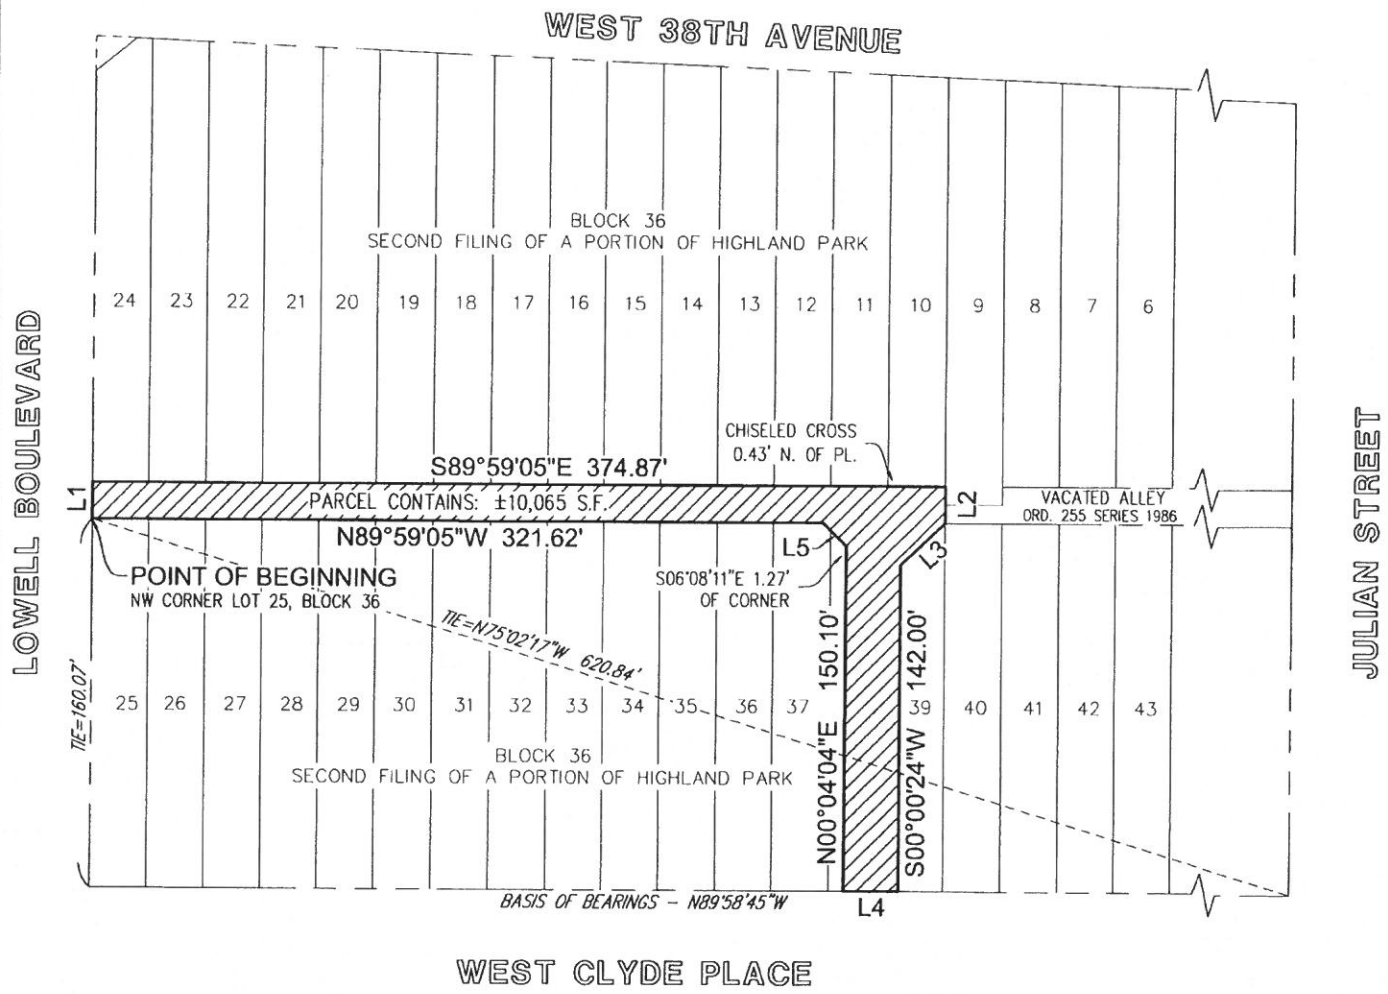 WEST 38TH AVENUE
BLOCK 36
SECOND FILING OF A PORTION OF HIGHLAND PARK
24 23 22 21 20 19 18 17 16 15 14 13 12 11 10 9 8 7 6
LOWELL BOULEVARD
JULIAN STREET
CHISELED CROSS
0.43' N. OF PL.
S89°59'05"E 374.87'
L1
PARCEL CONTAINS: ±10,065 S.F.
L2
VACATED ALLEY
ORD. 255 SERIES 1986
N89°59'05"W 321.62'
L5
L3
POINT OF BEGINNING
NW CORNER LOT 25, BLOCK 36
S06°08'11"E 1.27'
OF CORNER
TIE=N75°02'17"W 620.84'
TIE=160.07'
N00°04'04"E 150.10'
S00°00'24"W 142.00'
25 26 27 28 29 30 31 32 33 34 35 36 37 39 40 41 42 43
BLOCK 36
SECOND FILING OF A PORTION OF HIGHLAND PARK
BASIS OF BEARINGS - N89°58'45"W
L4
WEST CLYDE PLACE